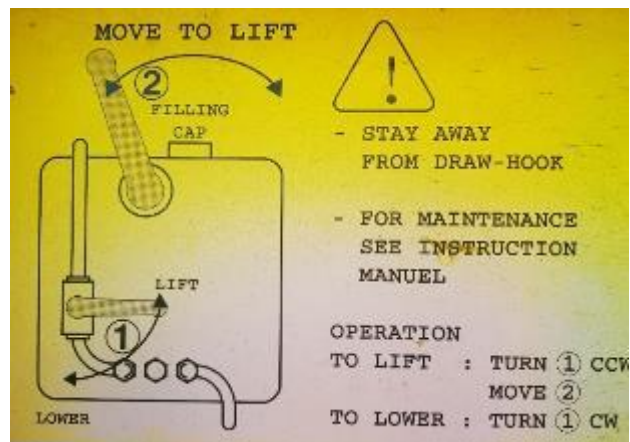 MOVE TO LIFT
②
FILLING
CAP
LIFT
①
LOWER
!
- STAY AWAY
FROM DRAW-HOOK
- FOR MAINTENANCE
SEE INSTRUCTION
MANUEL
OPERATION
TO LIFT : TURN ① CCW
MOVE ②
TO LOWER : TURN ① CW